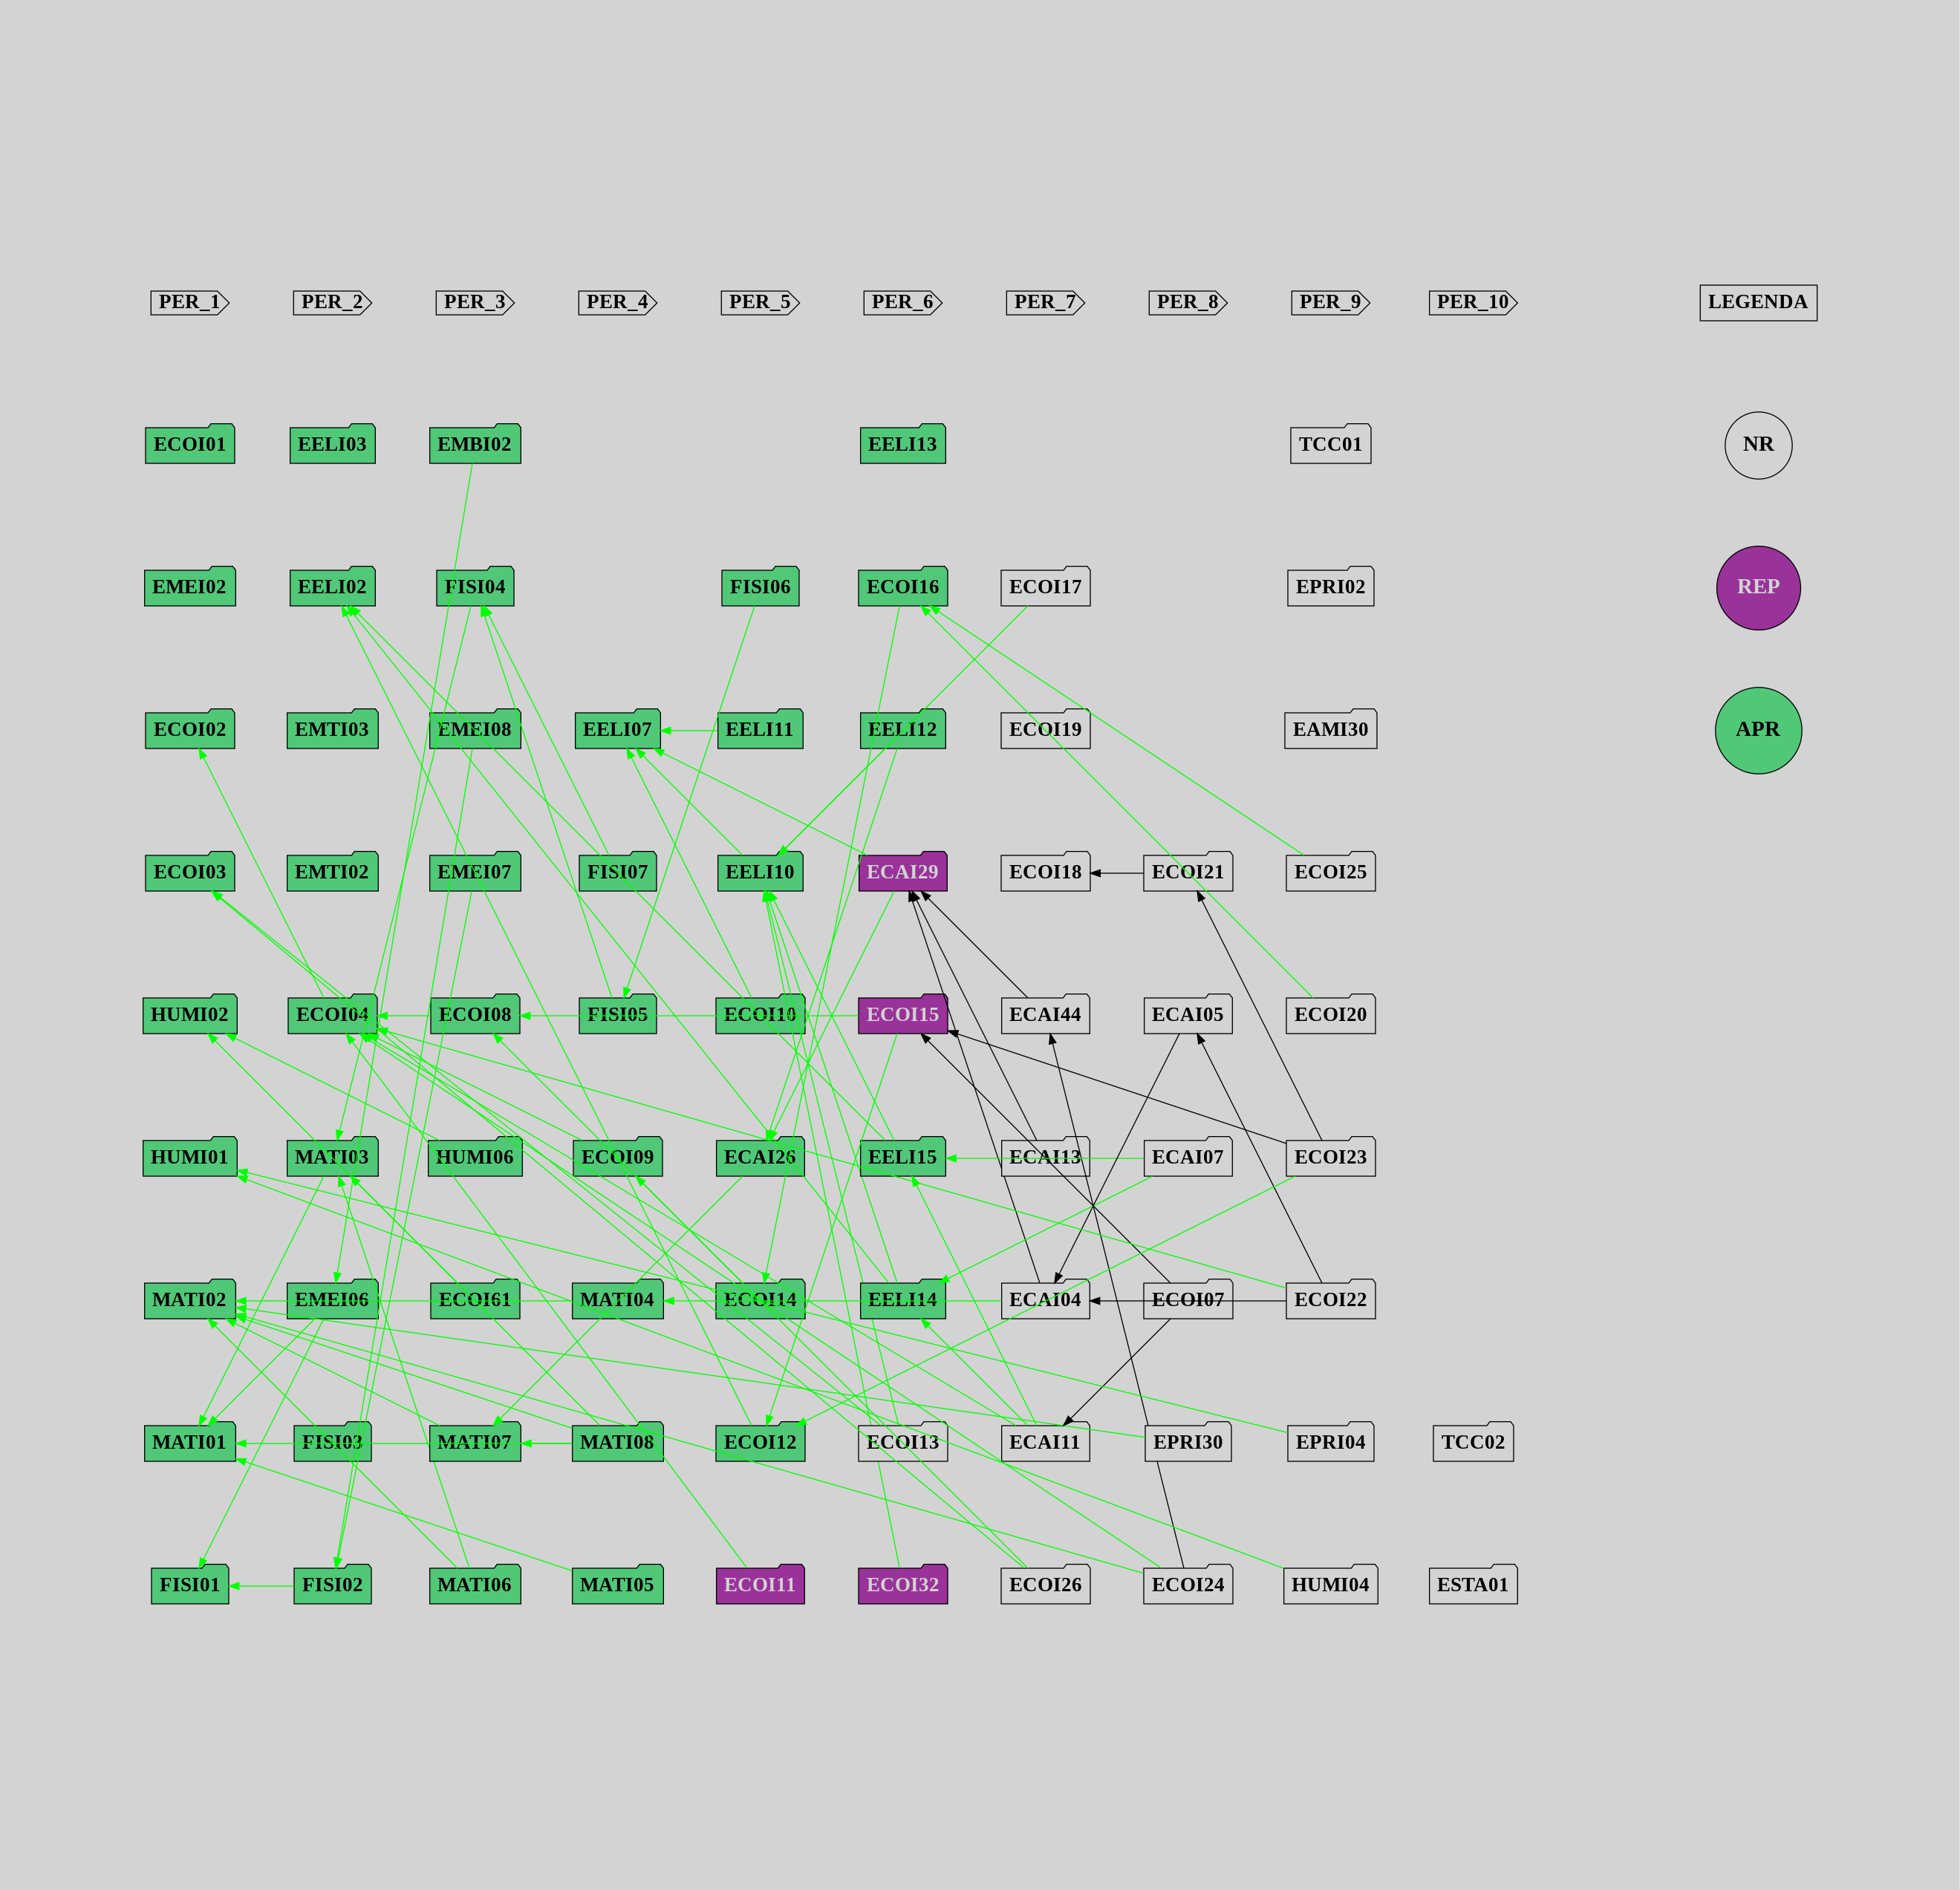 PER_1 PER_2 PER_3 PER_4 PER_5 PER_6 PER_7 PER_8 PER_9 PER_10 LEGENDA
ECOI01 EELI03 EMBI02 EELI13 TCC01 NR
EMEI02 EELI02 FISI04 FISI06 ECOI16 ECOI17 EPRI02 REP
ECOI02 EMTI03 EMEI08 EELI07 EELI11 EELI12 ECOI19 EAMI30 APR
ECOI03 EMTI02 EMEI07 FISI07 EELI10 ECAI29 ECOI18 ECOI21 ECOI25
HUMI02 ECOI04 ECOI08 FISI05 ECOI10 ECOI15 ECAI44 ECAI05 ECOI20
HUMI01 MATI03 HUMI06 ECOI09 ECAI26 EELI15 ECAI13 ECAI07 ECOI23
MATI02 EMEI06 ECOI61 MATI04 ECOI14 EELI14 ECAI04 ECOI07 ECOI22
MATI01 FISI03 MATI07 MATI08 ECOI12 ECOI13 ECAI11 EPRI30 EPRI04 TCC02
FISI01 FISI02 MATI06 MATI05 ECOI11 ECOI32 ECOI26 ECOI24 HUMI04 ESTA01